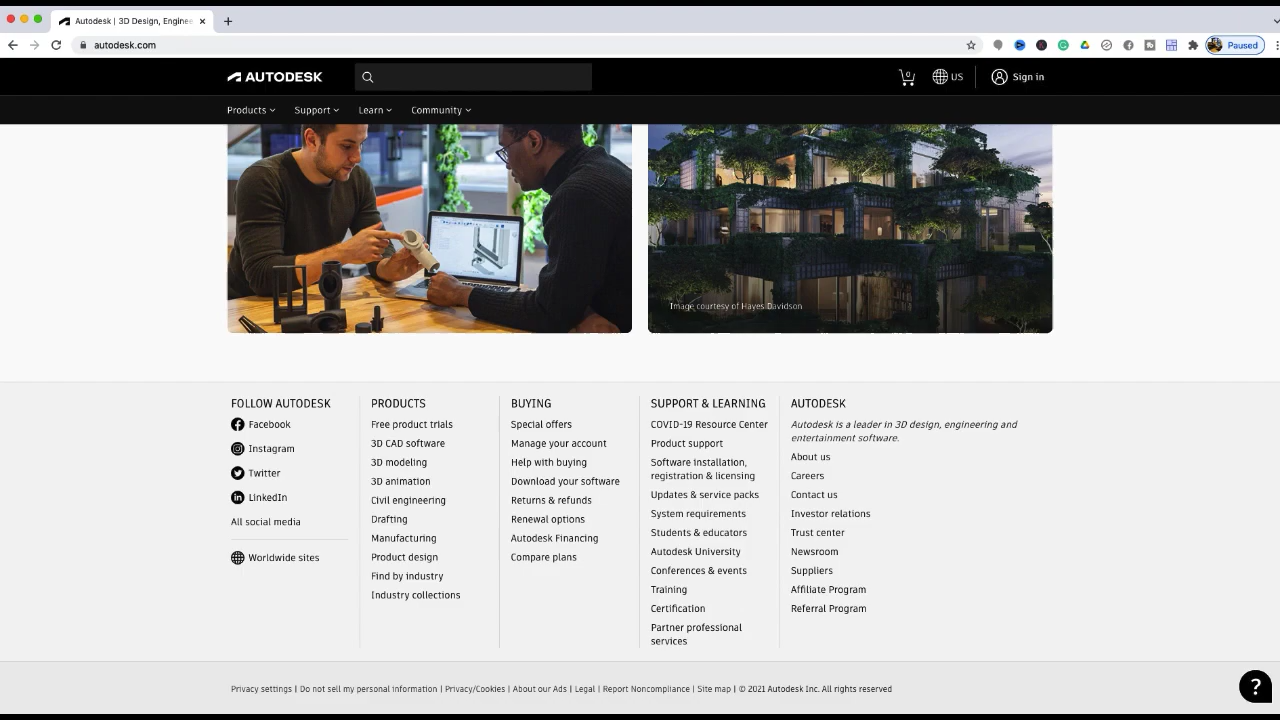 Autodesk | 3D Design, Enginee
autodesk.com
Paused
AUTODESK
0
US
Sign in
Products
Support
Learn
Community
Image courtesy of Hayes Davidson
FOLLOW AUTODESK
Facebook
Instagram
Twitter
LinkedIn
All social media
Worldwide sites
PRODUCTS
Free product trials
3D CAD software
3D modeling
3D animation
Civil engineering
Drafting
Manufacturing
Product design
Find by industry
Industry collections
BUYING
Special offers
Manage your account
Help with buying
Download your software
Returns & refunds
Renewal options
Autodesk Financing
Compare plans
SUPPORT & LEARNING
COVID-19 Resource Center
Product support
Software installation,
registration & licensing
Updates & service packs
System requirements
Students & educators
Autodesk University
Conferences & events
Training
Certification
Partner professional
services
AUTODESK
Autodesk is a leader in 3D design, engineering and
entertainment software.
About us
Careers
Contact us
Investor relations
Trust center
Newsroom
Suppliers
Affiliate Program
Referral Program
Privacy settings | Do not sell my personal information | Privacy/Cookies | About our Ads | Legal | Report Noncompliance | Site map | © 2021 Autodesk Inc. All rights reserved
?